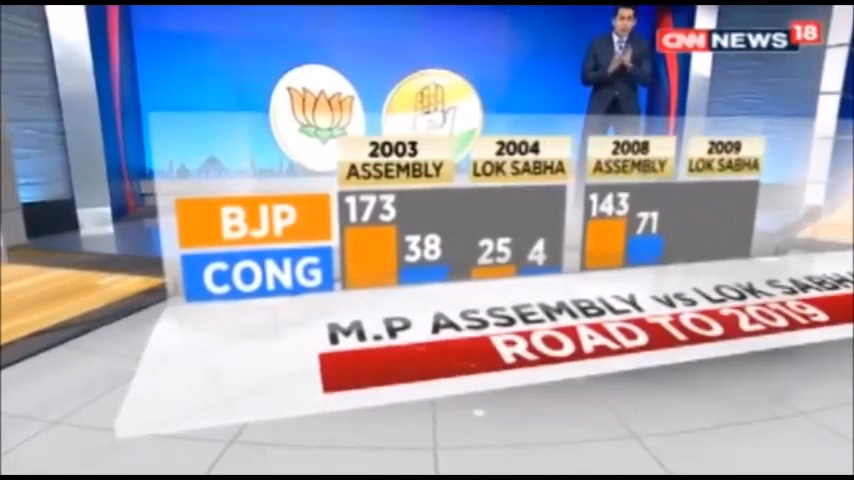 CNN NEWS 18
2003 ASSEMBLY
2004 LOK SABHA
2008 ASSEMBLY
2009 LOK SABHA
BJP
CONG
173
38
25
4
143
71
M.P ASSEMBLY vs LOK SABHA
ROAD TO 2019